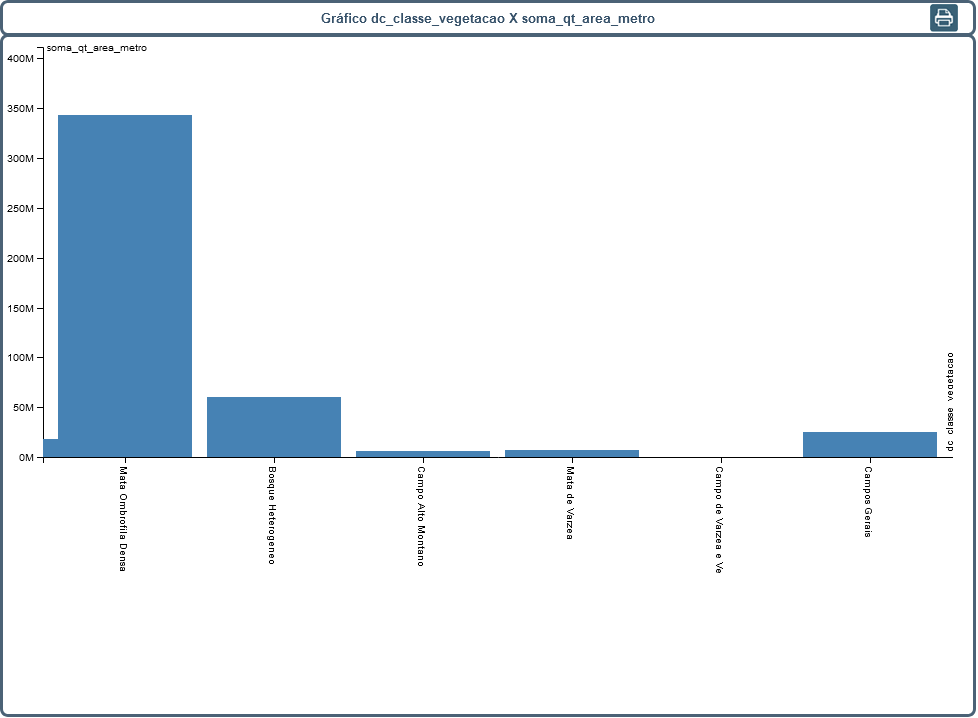 Gráfico dc_classe_vegetacao X soma_qt_area_metro
soma_qt_area_metro
400M
350M
300M
250M
200M
150M
100M
50M
0M
Mata Ombrofila Densa
Bosque Heterogeneo
Campo Alto Montano
Mata de Varzea
Campo de Varzea e Ve
Campos Gerais
dc_classe_vegetacao